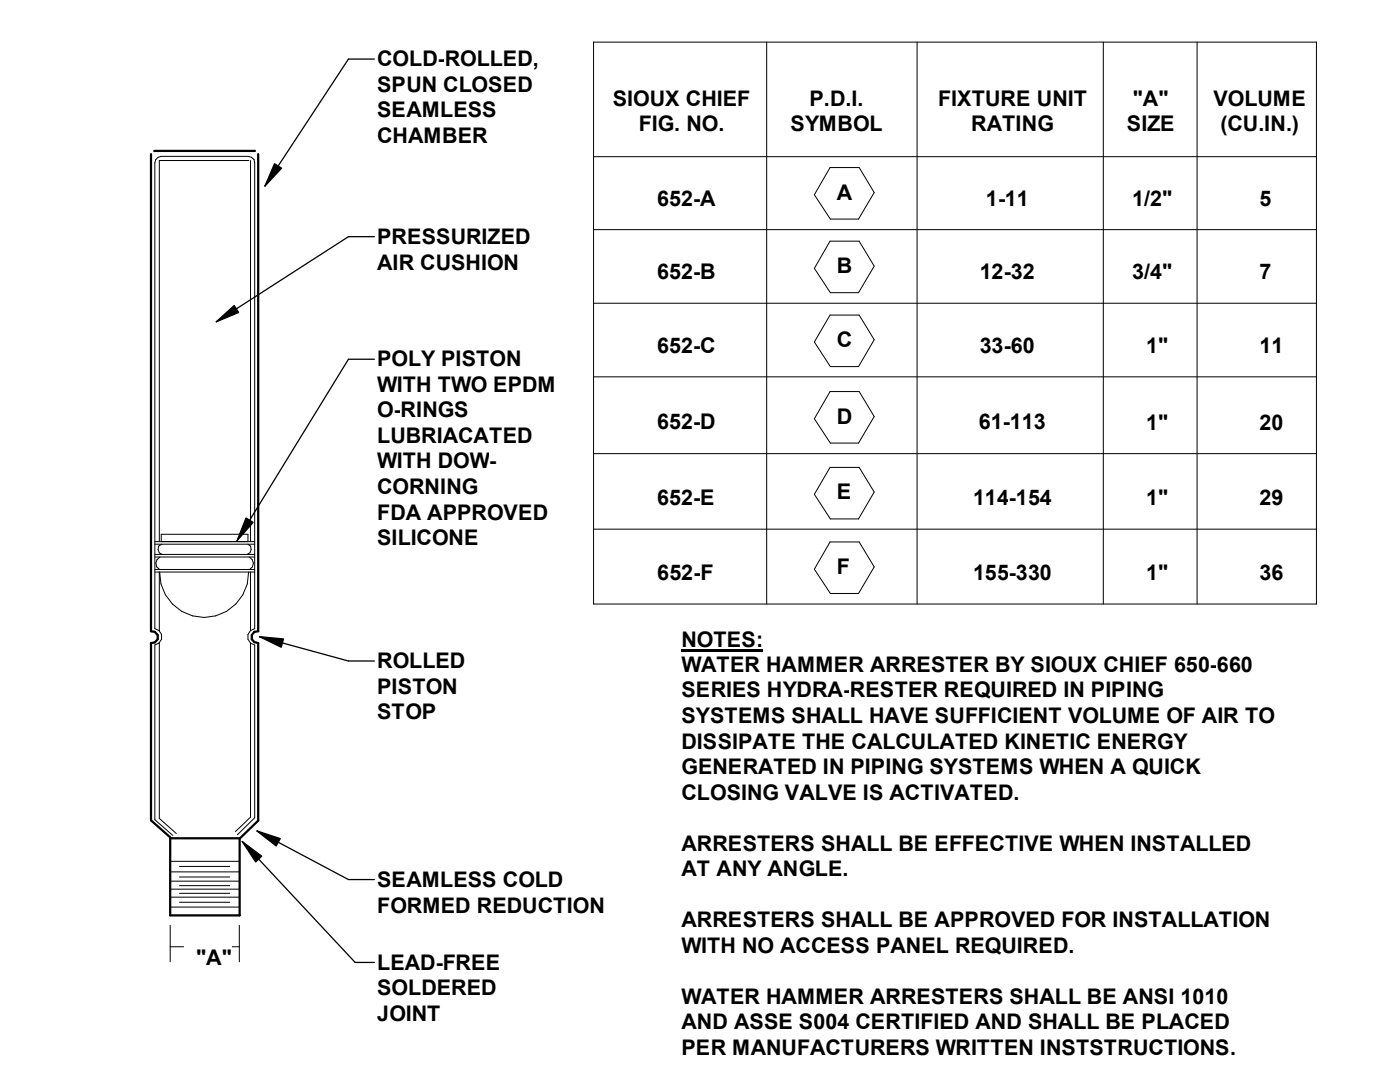 COLD-ROLLED,
SPUN CLOSED
SEAMLESS
CHAMBER
PRESSURIZED
AIR CUSHION
POLY PISTON
WITH TWO EPDM
O-RINGS
LUBRIACATED
WITH DOW-
CORNING
FDA APPROVED
SILICONE
ROLLED
PISTON
STOP
SEAMLESS COLD
FORMED REDUCTION
"A"
LEAD-FREE
SOLDERED
JOINT
SIOUX CHIEF FIG. NO. P.D.I. SYMBOL FIXTURE UNIT RATING "A" SIZE VOLUME (CU.IN.)
652-A A 1-11 1/2" 5
652-B B 12-32 3/4" 7
652-C C 33-60 1" 11
652-D D 61-113 1" 20
652-E E 114-154 1" 29
652-F F 155-330 1" 36
NOTES:
WATER HAMMER ARRESTER BY SIOUX CHIEF 650-660
SERIES HYDRA-RESTER REQUIRED IN PIPING
SYSTEMS SHALL HAVE SUFFICIENT VOLUME OF AIR TO
DISSIPATE THE CALCULATED KINETIC ENERGY
GENERATED IN PIPING SYSTEMS WHEN A QUICK
CLOSING VALVE IS ACTIVATED.
ARRESTERS SHALL BE EFFECTIVE WHEN INSTALLED
AT ANY ANGLE.
ARRESTERS SHALL BE APPROVED FOR INSTALLATION
WITH NO ACCESS PANEL REQUIRED.
WATER HAMMER ARRESTERS SHALL BE ANSI 1010
AND ASSE S004 CERTIFIED AND SHALL BE PLACED
PER MANUFACTURERS WRITTEN INSTSTRUCTIONS.